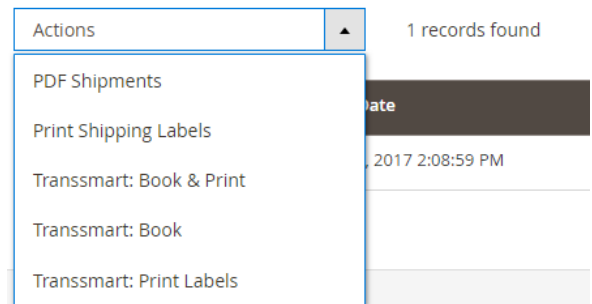 Actions
1 records found
PDF Shipments
Print Shipping Labels
Transsmart: Book & Print
Transsmart: Book
Transsmart: Print Labels
ate
, 2017 2:08:59 PM